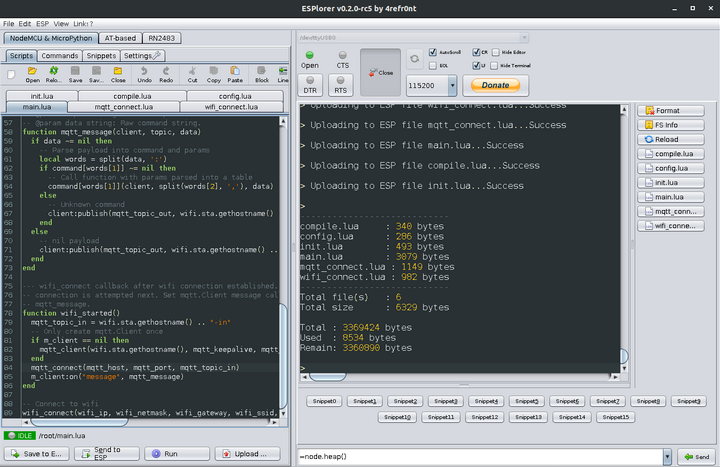 ESPlorer v0.2.0-rc5 by 4refr0nt
File Edit ESP View Links ?
NodeMCU & MicroPython AT-based RN2483
Scripts Commands Snippets Settings
Open Relo... Save Sav... Close Undo Redo Cut Copy Paste Block Line
init.lua compile.lua config.lua
main.lua mqtt_connect.lua wifi_connect.lua
57 -- @param data string: Raw command string.
58 function mqtt_message(client, topic, data)
59 if data ~= nil then
60 -- Parse payload into command and params
61 local words = split(data, ':')
62 if command[words[1]] ~= nil then
63 -- Call function with params parsed into a table
64 command[words[1]](client, split(words[2], ','), data)
65 else
66 -- Unknown command
67 client:publish(mqtt_topic_out, wifi.sta.gethostname()
68 end
69 else
70 -- nil payload
71 client:publish(mqtt_topic_out, wifi.sta.gethostname() ..
72 end
73 end
74
75 --- wifi_connect callback after wifi connection established.
76 -- connection is attempted next. Set mqtt.Client message cal
77 -- mqtt_message.
78 function wifi_started()
79 mqtt_topic_in = wifi.sta.gethostname() .. "-in"
80 -- Only create mqtt.Client once
81 if m_client == nil then
82 mqtt_client(wifi.sta.gethostname(), mqtt_keepalive, mqtt_
83 end
84 mqtt_connect(mqtt_host, mqtt_port, mqtt_topic_in)
85 m_client:on("message", mqtt_message)
86 end
87
88 -- Connect to wifi
89 wifi_connect(wifi_ip, wifi_netmask, wifi_gateway, wifi_ssid,
IDLE /root/main.lua
Save to E... Send to ESP Run Upload ...
/dev/ttyUSB0
Open CTS
DTR RTS
Close
AutoScroll CR Hide Editor
EOL LF Hide Terminal
115200 Donate
> Uploading to ESP file wifi_connect.lua...Success
> Uploading to ESP file mqtt_connect.lua...Success
> Uploading to ESP file main.lua...Success
> Uploading to ESP file compile.lua...Success
> Uploading to ESP file init.lua...Success
>
----------------------------
compile.lua : 340 bytes
config.lua : 286 bytes
init.lua : 493 bytes
main.lua : 3079 bytes
mqtt_connect.lua : 1149 bytes
wifi_connect.lua : 982 bytes
----------------------------
Total file(s) : 6
Total size : 6329 bytes
Total : 3369424 bytes
Used : 8534 bytes
Remain: 3360890 bytes
>
Format
FS Info
Reload
compile.lua
config.lua
init.lua
main.lua
mqtt_conn...
wifi_conne...
Snippet0 Snippet1 Snippet2 Snippet3 Snippet4 Snippet5 Snippet6 Snippet7 Snippet8 Snippet9
Snippet10 Snippet11 Snippet12 Snippet13 Snippet14 Snippet15
=node.heap()
Send